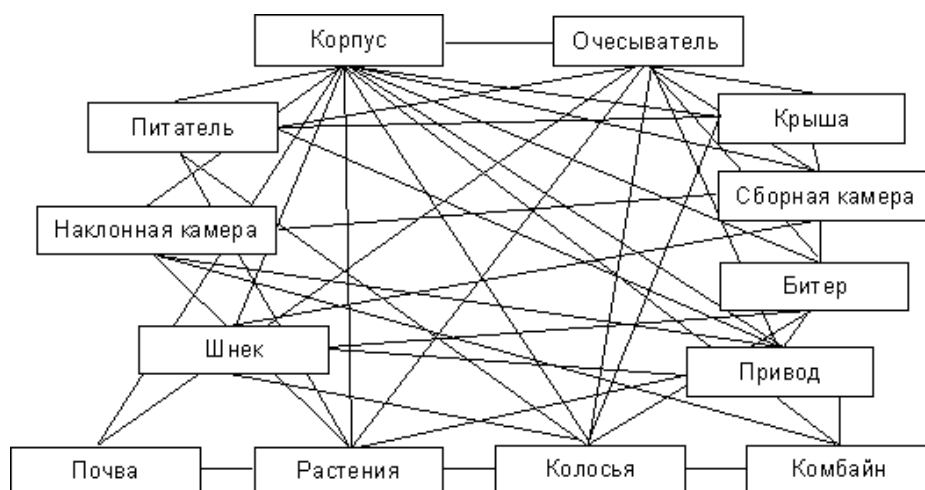 Корпус
Очесыватель
Питатель
Крыша
Сборная камера
Наклонная камера
Битер
Шнек
Привод
Почва
Растения
Колосья
Комбайн